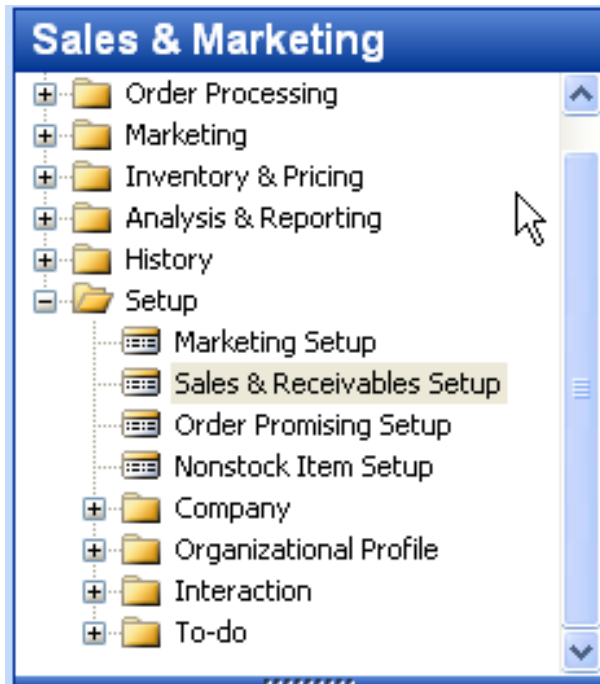 Sales & Marketing
Order Processing
Marketing
Inventory & Pricing
Analysis & Reporting
History
Setup
Marketing Setup
Sales & Receivables Setup
Order Promising Setup
Nonstock Item Setup
Company
Organizational Profile
Interaction
To-do